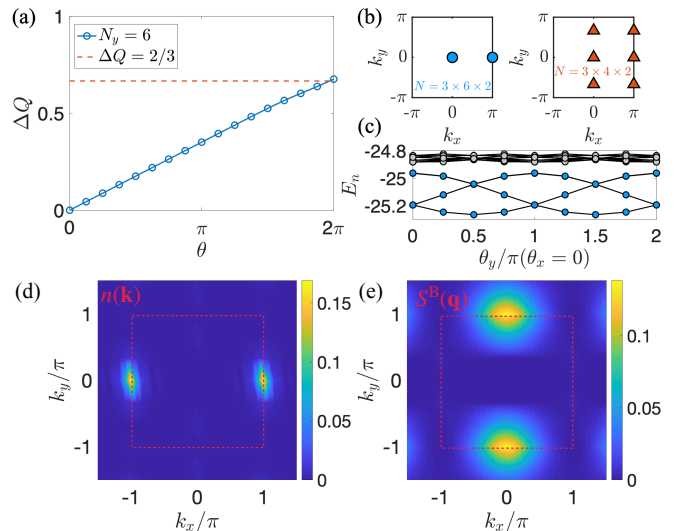 (a)
1
0.5
0
ΔQ
N_y = 6
ΔQ = 2/3
0
π
2π
θ
(b)
π
0
-π
k_y
N = 3 × 6 × 2
-π
0
π
k_x
π
0
-π
k_y
N = 3 × 4 × 2
-π
0
π
k_x
(c)
-24.8
-25
-25.2
E_n
0
0.5
1
1.5
2
θ_y/π(θ_x = 0)
(d)
n(k)
1
0
-1
k_y/π
-1
0
1
k_x/π
0.15
0.1
0.05
0
(e)
S^B(q)
1
0
-1
k_y/π
-1
0
1
k_x/π
0.1
0.05
0